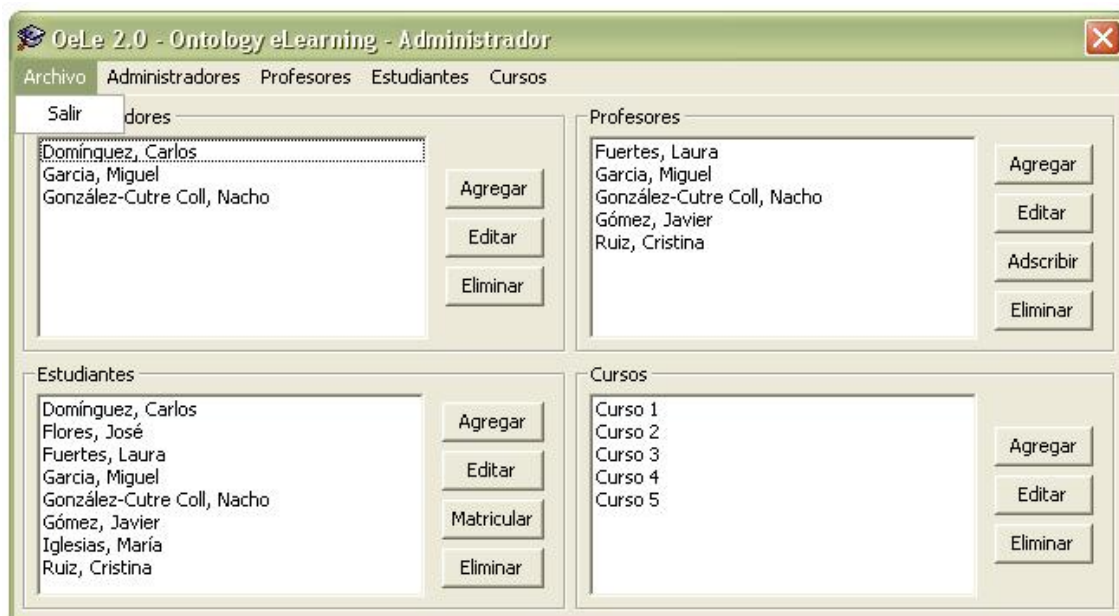 OeLe 2.0 - Ontology eLearning - Administrador
Archivo Administradores Profesores Estudiantes Cursos
Salir
dores
Domínguez, Carlos
Garcia, Miguel
González-Cutre Coll, Nacho
Agregar
Editar
Eliminar
Profesores
Fuertes, Laura
Garcia, Miguel
González-Cutre Coll, Nacho
Gómez, Javier
Ruiz, Cristina
Agregar
Editar
Adscribir
Eliminar
Estudiantes
Domínguez, Carlos
Flores, José
Fuertes, Laura
Garcia, Miguel
González-Cutre Coll, Nacho
Gómez, Javier
Iglesias, María
Ruiz, Cristina
Agregar
Editar
Matricular
Eliminar
Cursos
Curso 1
Curso 2
Curso 3
Curso 4
Curso 5
Agregar
Editar
Eliminar